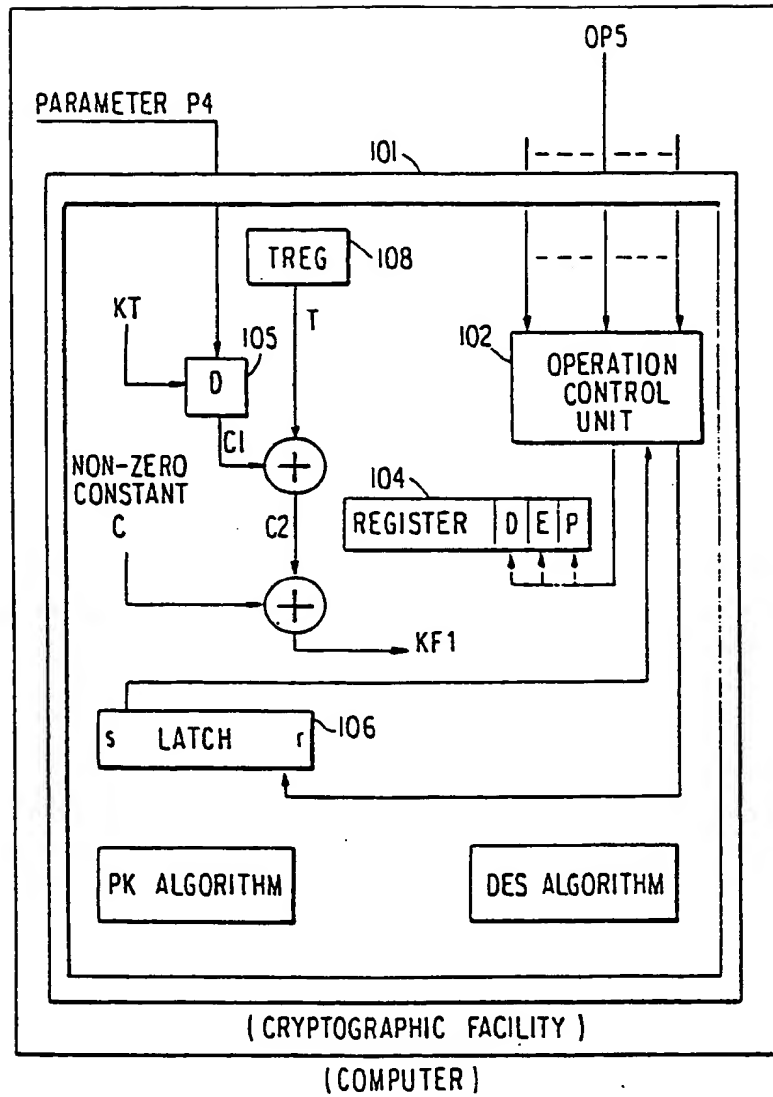 OP5
PARAMETER P4
101
TREG
108
KT
T
105
D
102
OPERATION
CONTROL
UNIT
C1
NON-ZERO
CONSTANT
104
C
C2
REGISTER D E P
KF1
s LATCH r
106
PK ALGORITHM
DES ALGORITHM
(CRYPTOGRAPHIC FACILITY)
(COMPUTER)